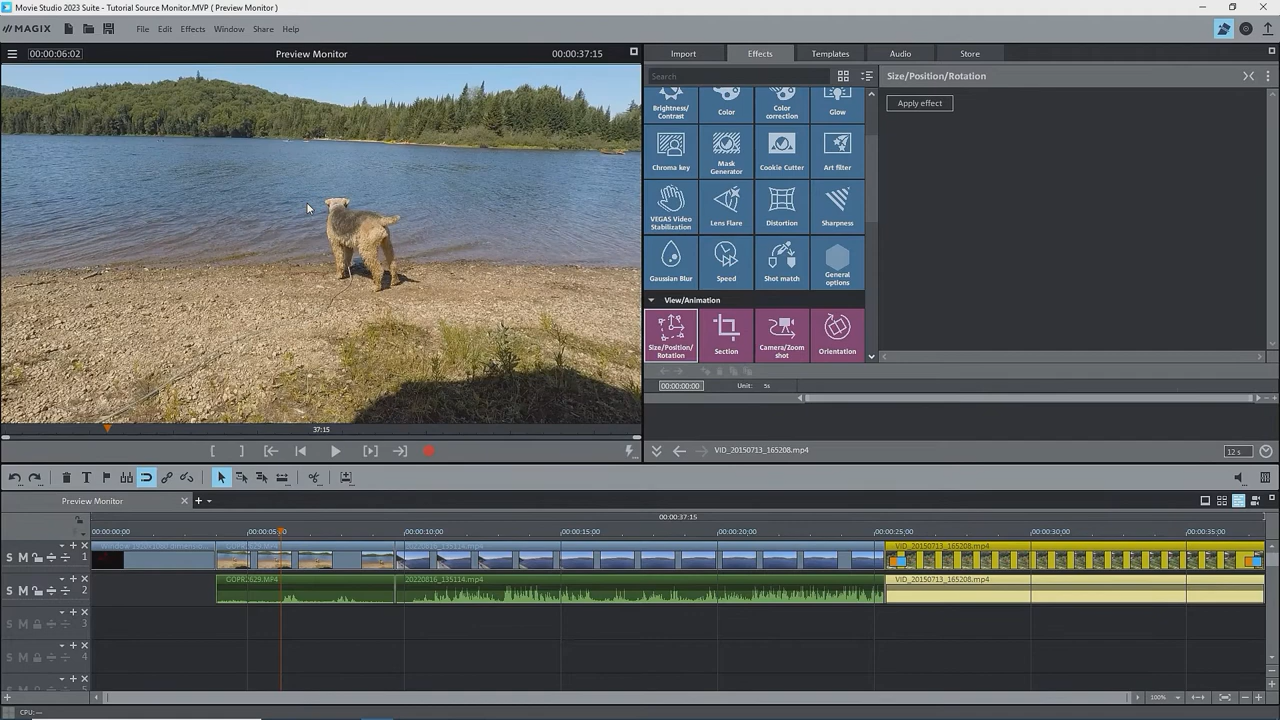 Movie Studio 2023 Suite - Tutorial Source Monitor.MVP ( Preview Monitor )
MAGIX
File Edit Effects Window Share Help
00:00:06:02 Preview Monitor 00:00:37:15
Import Effects Templates Audio Store
Search
Size/Position/Rotation
Apply effect
Brightness/
Contrast
Color
Color
correction
Glow
Chroma key
Mask
Generator
Cookie Cutter
Art filter
VEGAS Video
Stabilization
Lens Flare
Distortion
Sharpness
Gaussian Blur
Speed
Shot match
General
options
View/Animation
Size/Position/
Rotation
Section
Camera/Zoom
shot
Orientation
00:00:00:00 Unit: 5s
37:15
VID_20150713_165208.mp4 12 s
Preview Monitor
00:00:37:15
00:00:00:00 00:00:05:00 00:00:10:00 00:00:15:00 00:00:20:00 00:00:25:00 00:00:30:00 00:00:35:00
S M 1 20220816_135114.mp4 VID_20150713_165208.mp4
S M 2 20220816_135114.mp4 VID_20150713_165208.mp4
S M 3
S M 4
5
100%
CPU: —